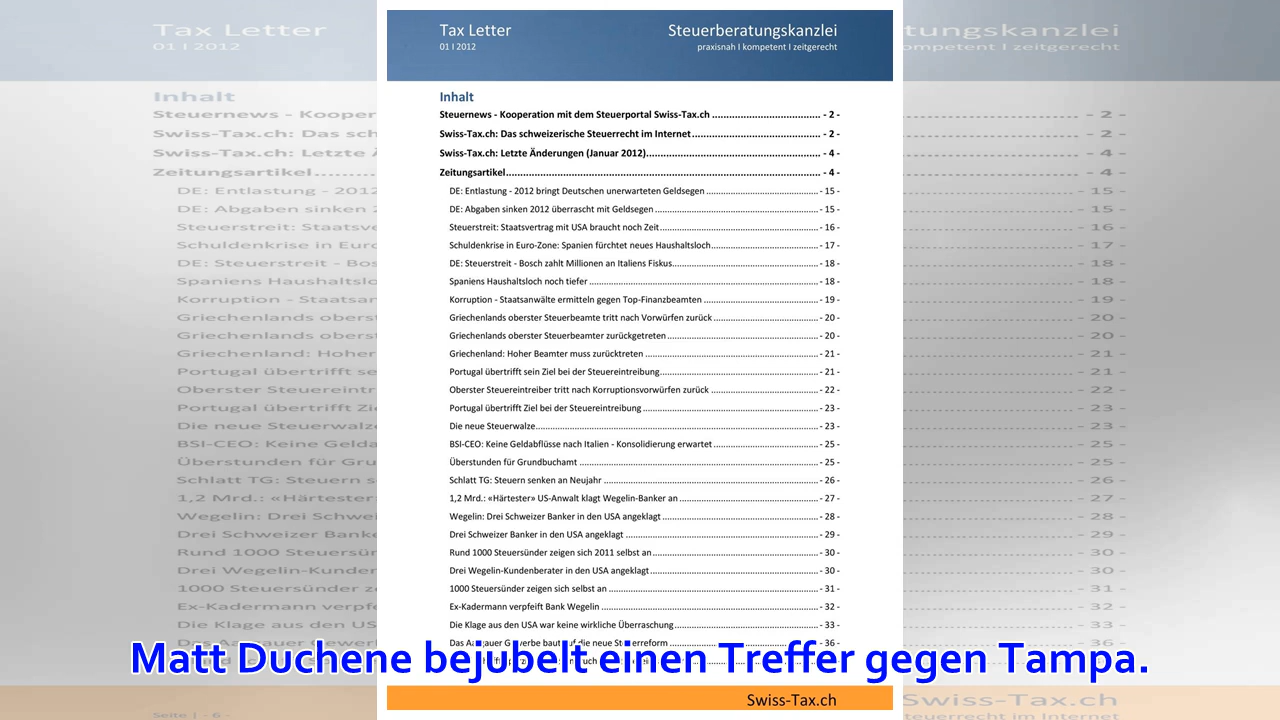 Tax Letter
01 I 2012
Steuerberatungskanzlei
praxisnah I kompetent I zeitgerecht
Inhalt
Steuernews - Kooperation mit dem Steuerportal Swiss-Tax.ch - 2 -
Swiss-Tax.ch: Das schweizerische Steuerrecht im Internet - 2 -
Swiss-Tax.ch: Letzte Änderungen (Januar 2012) - 4 -
Zeitungsartikel - 4 -
DE: Entlastung - 2012 bringt Deutschen unerwarteten Geldsegen - 15 -
DE: Abgaben sinken 2012 überrascht mit Geldsegen - 15 -
Steuerstreit: Staatsvertrag mit USA braucht noch Zeit - 16 -
Schuldenkrise in Euro-Zone: Spanien fürchtet neues Haushaltsloch - 17 -
DE: Steuerstreit - Bosch zahlt Millionen an Italiens Fiskus - 18 -
Spaniens Haushaltsloch noch tiefer - 18 -
Korruption - Staatsanwälte ermitteln gegen Top-Finanzbeamten - 19 -
Griechenlands oberster Steuerbeamte tritt nach Vorwürfen zurück - 20 -
Griechenlands oberster Steuerbeamter zurückgetreten - 20 -
Griechenland: Hoher Beamter muss zurücktreten - 21 -
Portugal übertrifft sein Ziel bei der Steuereintreibung - 21 -
Oberster Steuereintreiber tritt nach Korruptionsvorwürfen zurück - 22 -
Portugal übertrifft Ziel bei der Steuereintreibung - 23 -
Die neue Steuerwalze - 23 -
BSI-CEO: Keine Geldabflüsse nach Italien - Konsolidierung erwartet - 25 -
Überstunden für Grundbuchamt - 25 -
Schlatt TG: Steuern senken an Neujahr - 26 -
1,2 Mrd.: «Härtester» US-Anwalt klagt Wegelin-Banker an - 27 -
Wegelin: Drei Schweizer Banker in den USA angeklagt - 28 -
Drei Schweizer Banker in den USA angeklagt - 29 -
Rund 1000 Steuersünder zeigen sich 2011 selbst an - 30 -
Drei Wegelin-Kundenberater in den USA angeklagt - 30 -
1000 Steuersünder zeigen sich selbst an - 31 -
Ex-Kadermann verpfeift Bank Wegelin - 32 -
Die Klage aus den USA war keine wirkliche Überraschung - 33 -
Das Aargauer Gewerbe baut auf die neue Steuerreform - 36 -
Matt Duchene bejubelt einen Treffer gegen Tampa.
Swiss-Tax.ch